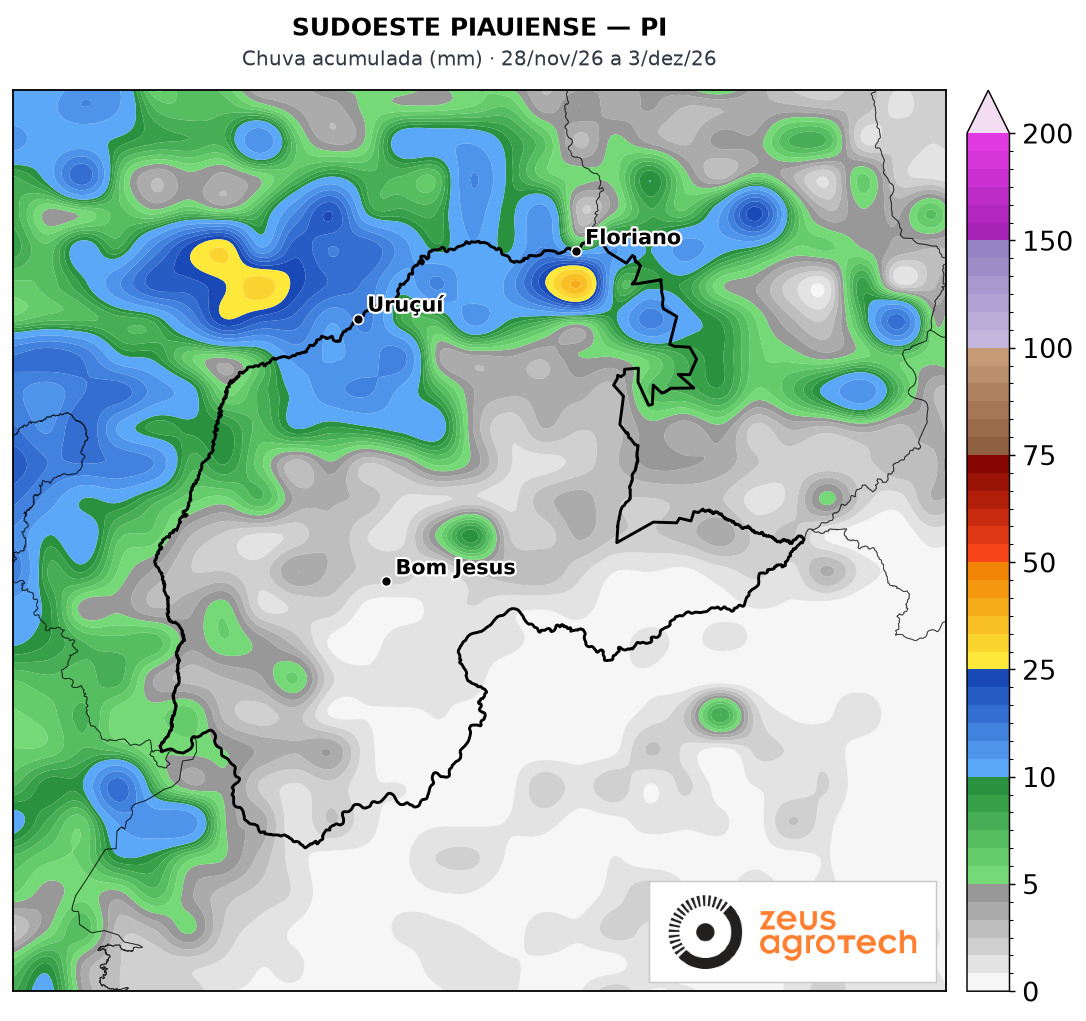 SUDOESTE PIAUIENSE — PI
Chuva acumulada (mm) · 28/nov/26 a 3/dez/26
200
150
100
75
50
25
10
5
0
Floriano
Uruçuí
Bom Jesus
zeus
agrotech